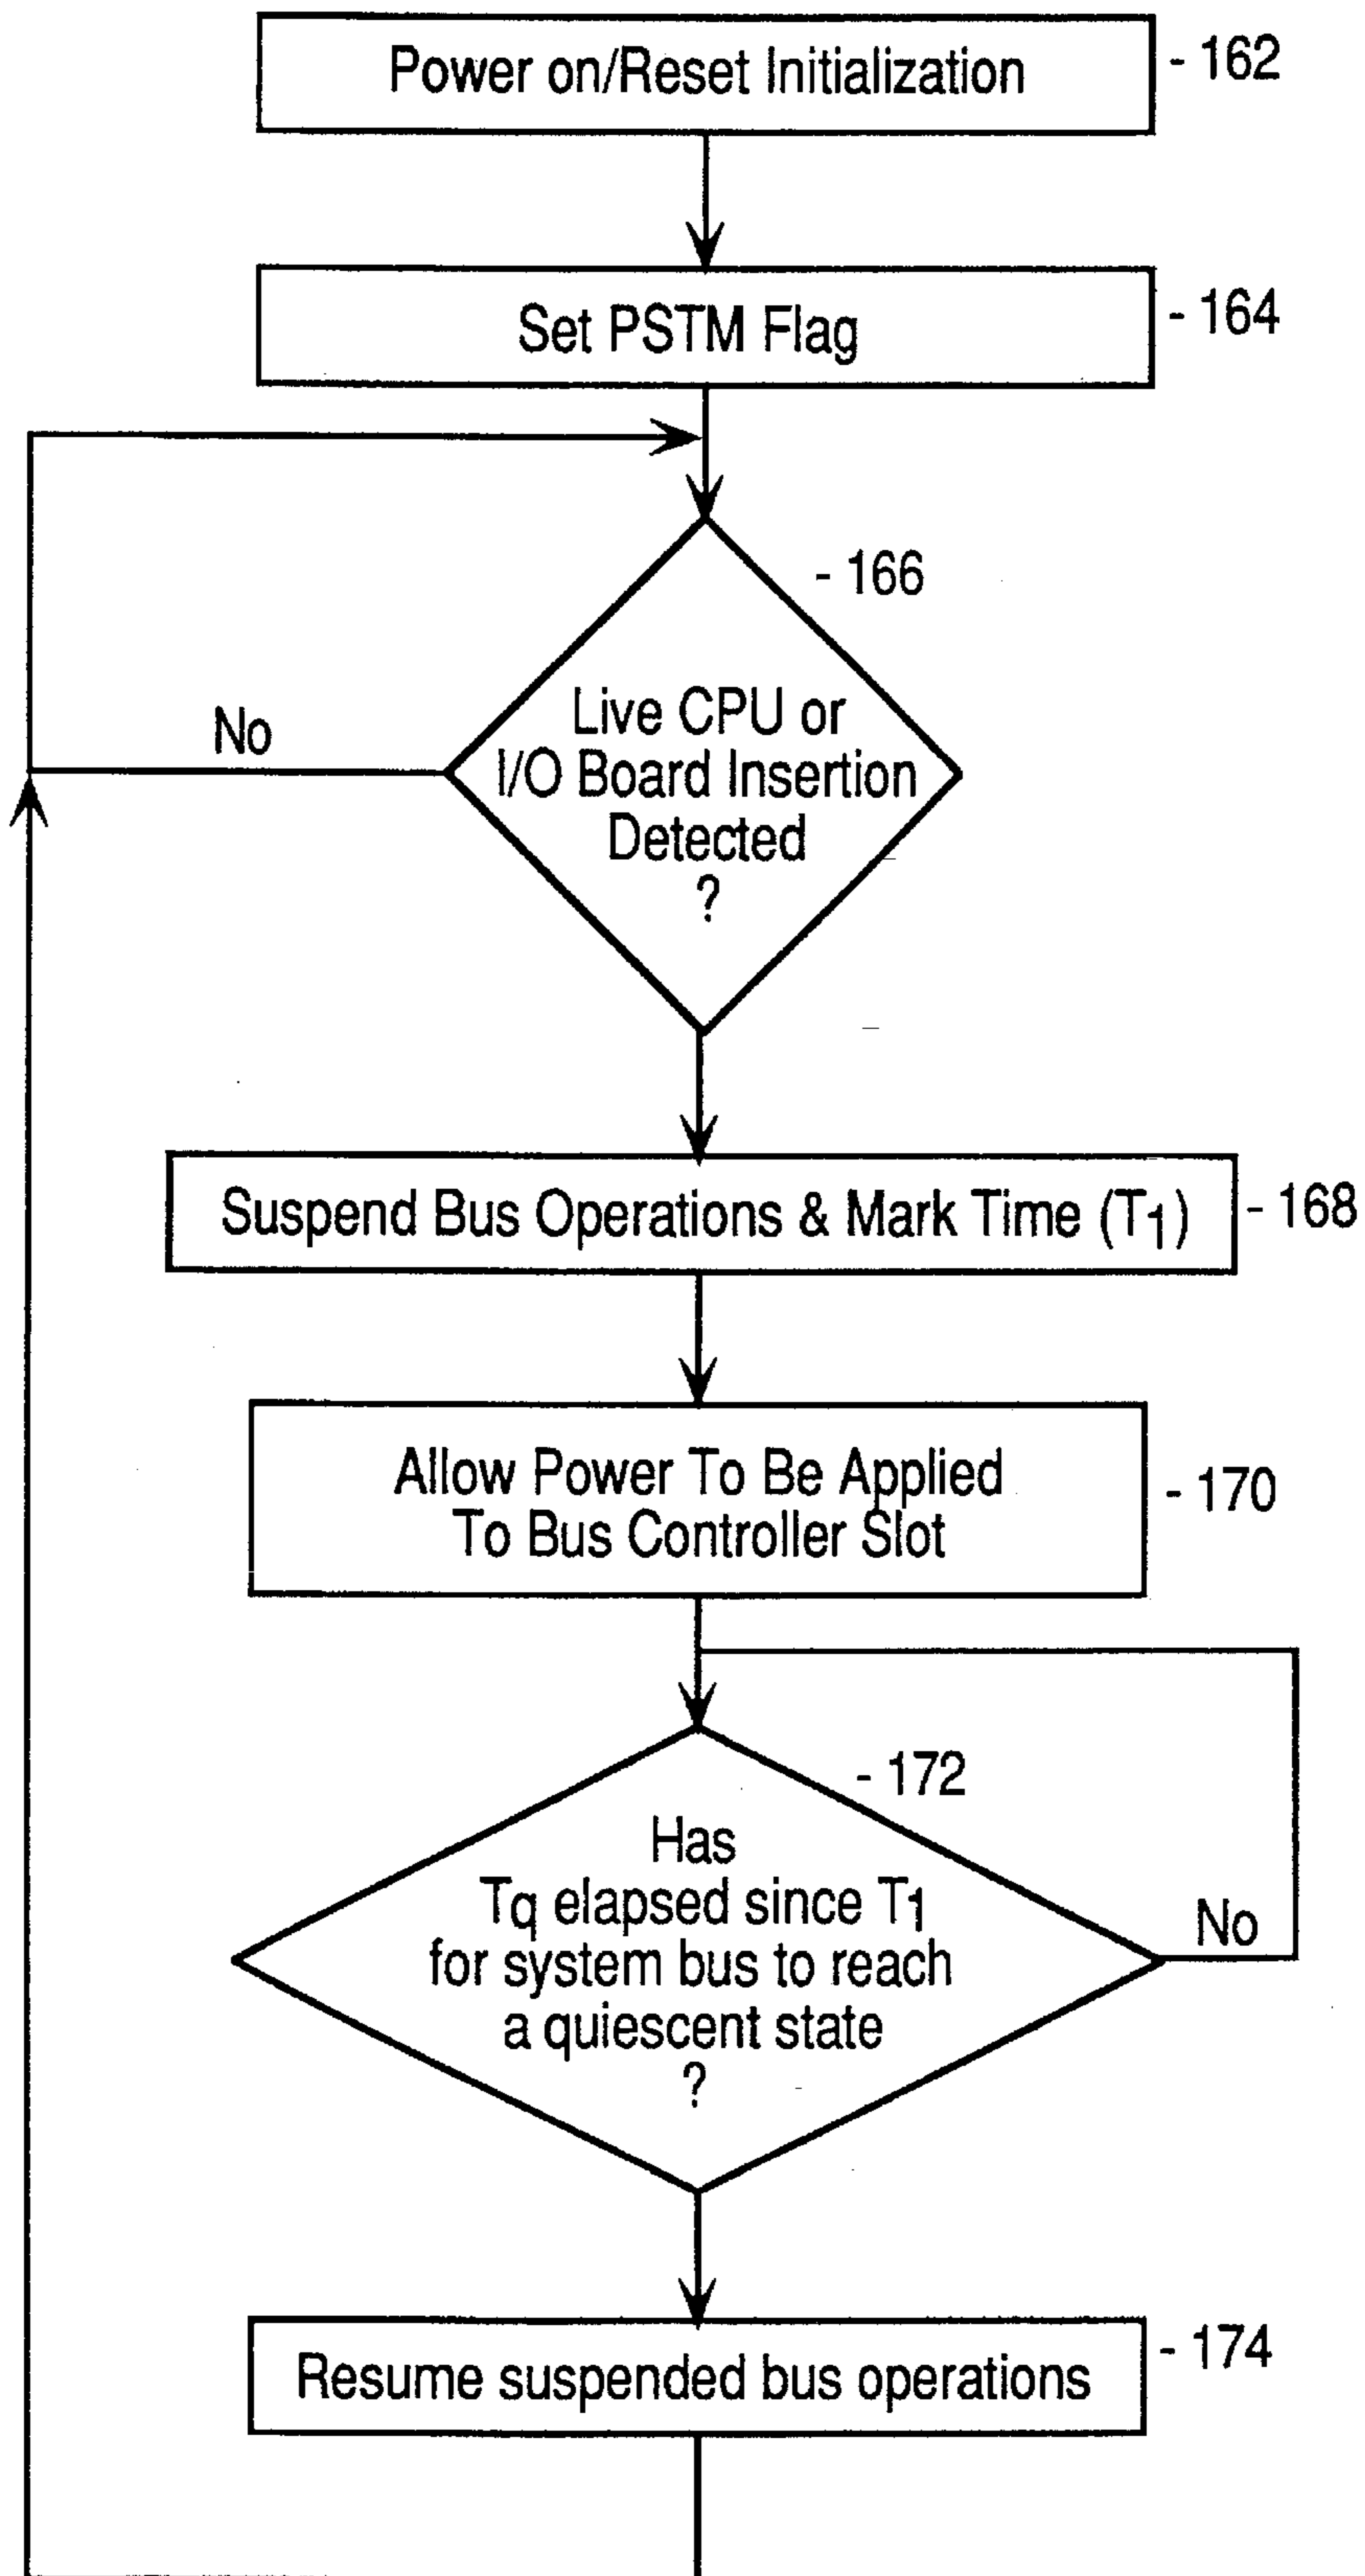 Power on/Reset Initialization
- 162
Set PSTM Flag
- 164
- 166
Live CPU or
I/O Board Insertion
Detected
?
No
Suspend Bus Operations & Mark Time (T1)
- 168
Allow Power To Be Applied
To Bus Controller Slot
- 170
- 172
Has
Tq elapsed since T1
for system bus to reach
a quiescent state
?
No
Resume suspended bus operations
- 174